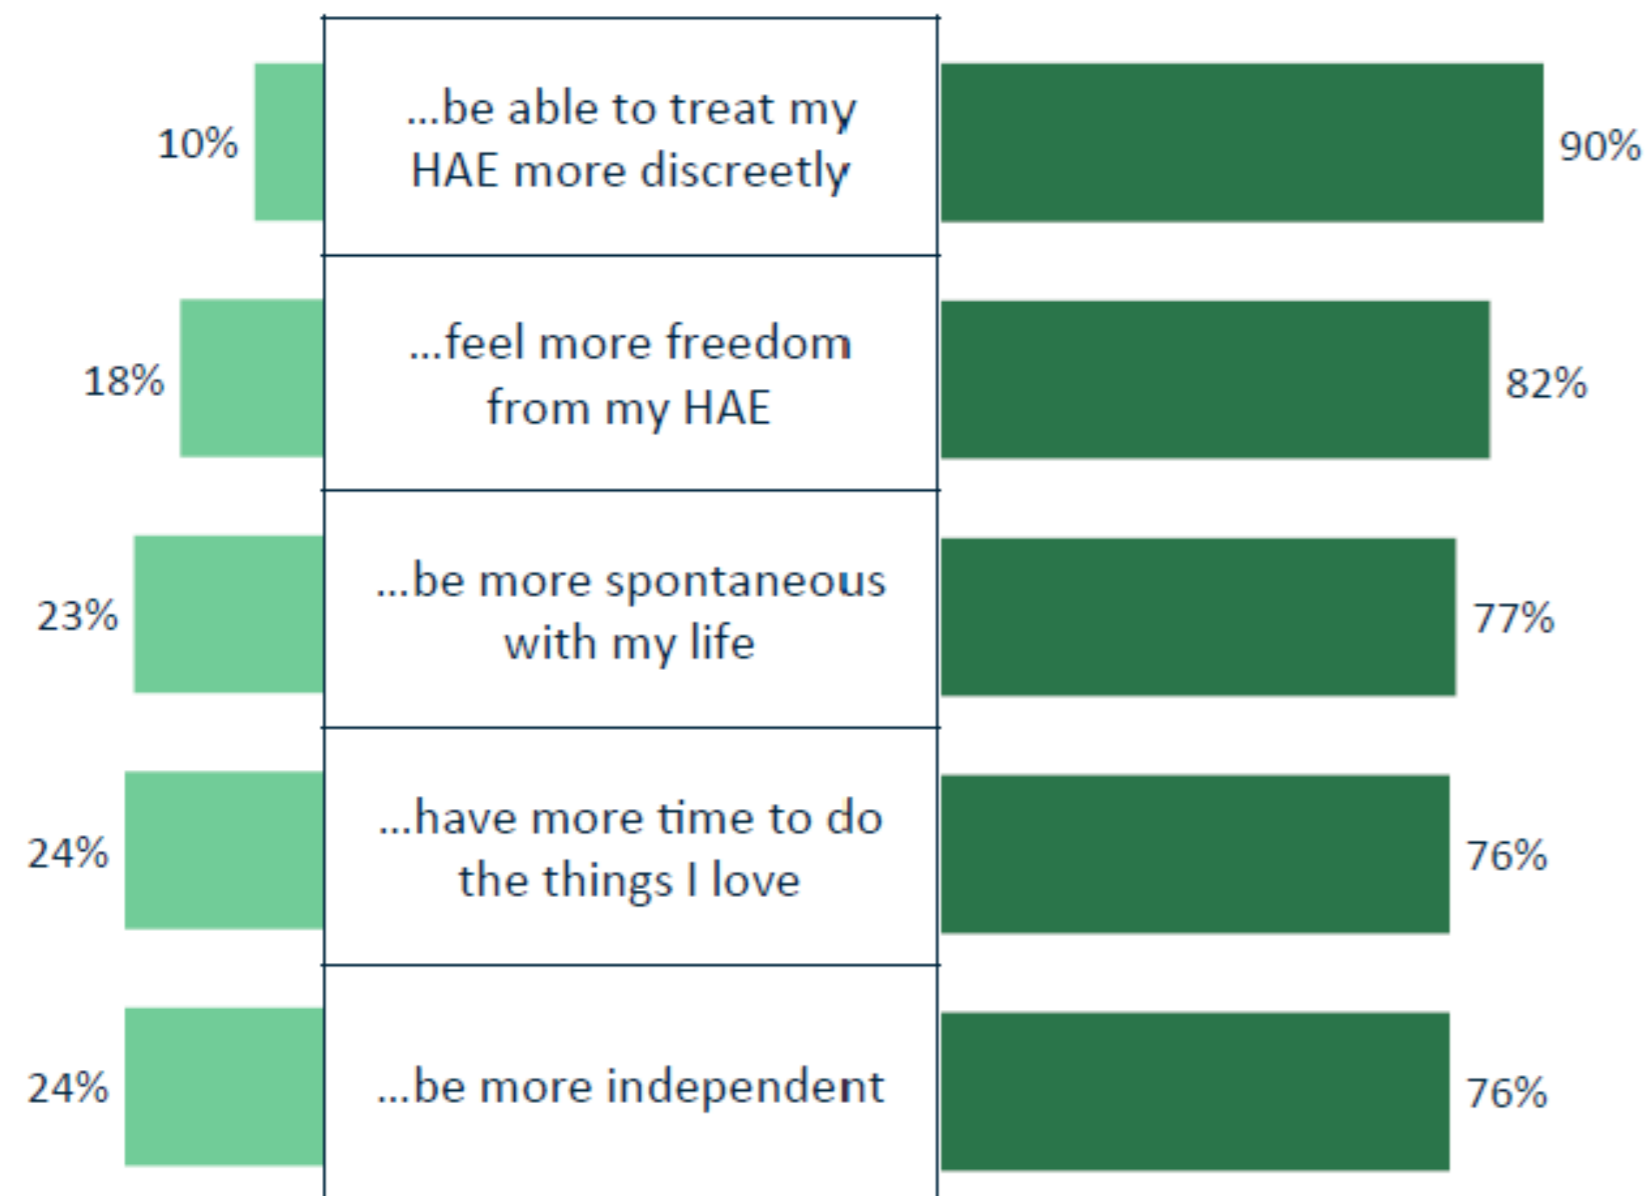 ...be able to treat my
HAE more discreetly
10%
90%
...feel more freedom
from my HAE
18%
82%
...be more spontaneous
with my life
23%
77%
...have more time to do
the things I love
24%
76%
...be more independent
24%
76%